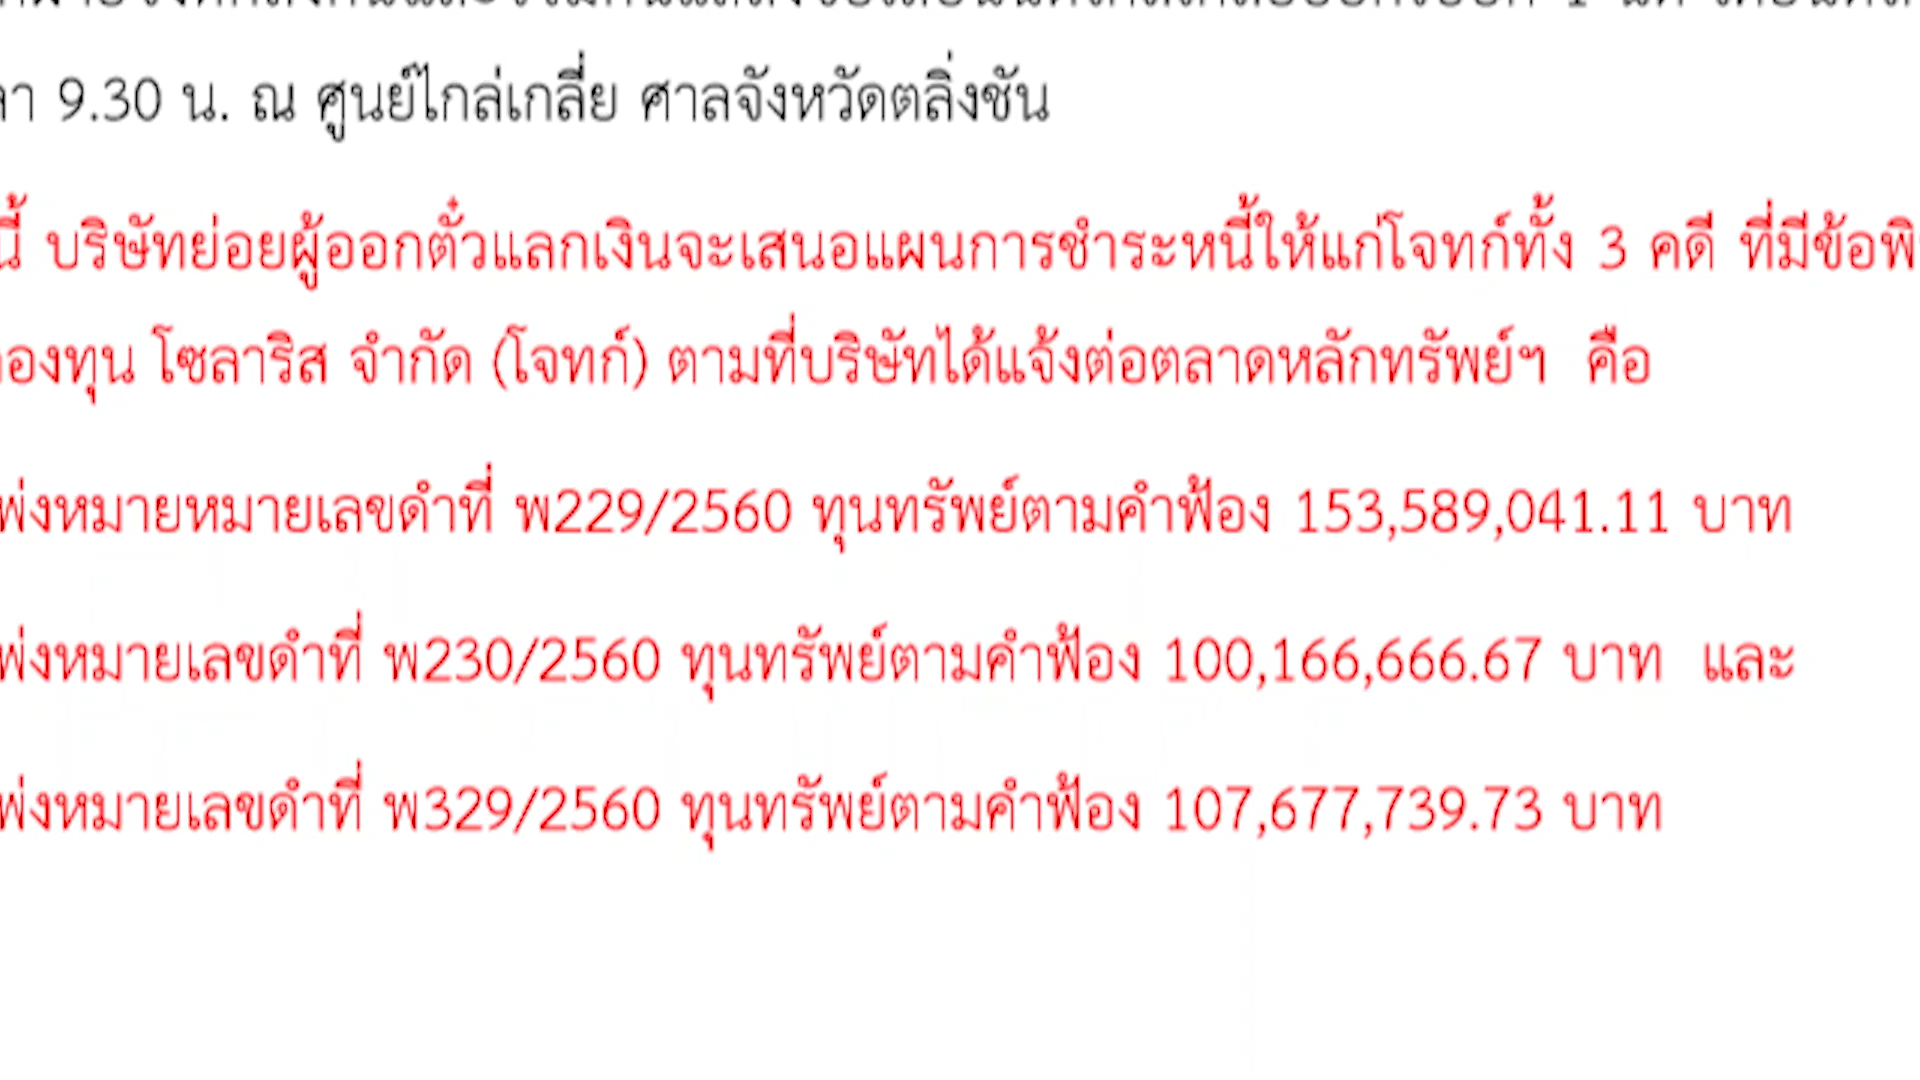 9.30 น. ณ ศูนย์ไกล่เกลี่ย ศาลจังหวัดตลิ่งชัน
นี้ บริษัทย่อยผู้ออกตั๋วแลกเงินจะเสนอแผนการชำระหนี้ให้แก่โจทก์ทั้ง 3 คดี ที่มีข้อพิ
องทุน โซลาริส จำกัด (โจทก์) ตามที่บริษัทได้แจ้งต่อตลาดหลักทรัพย์ฯ คือ
พ่งหมายหมายเลขดำที่ พ229/2560 ทุนทรัพย์ตามคำฟ้อง 153,589,041.11 บาท
พ่งหมายเลขดำที่ พ230/2560 ทุนทรัพย์ตามคำฟ้อง 100,166,666.67 บาท และ
พ่งหมายเลขดำที่ พ329/2560 ทุนทรัพย์ตามคำฟ้อง 107,677,739.73 บาท